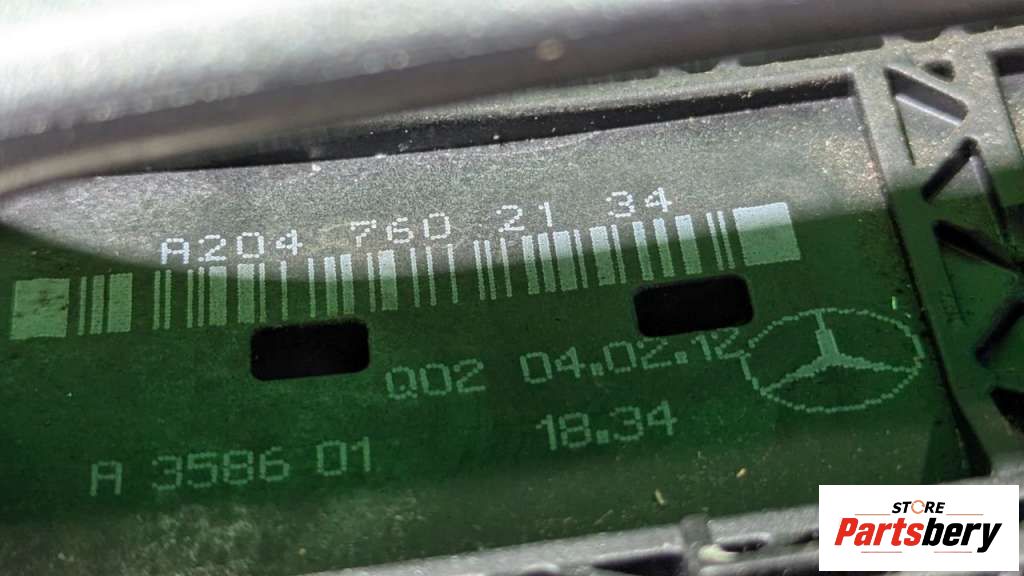 A204 760 21 34
Q02 04.02.12
18.34
A 3586 01
STORE
Partsbery